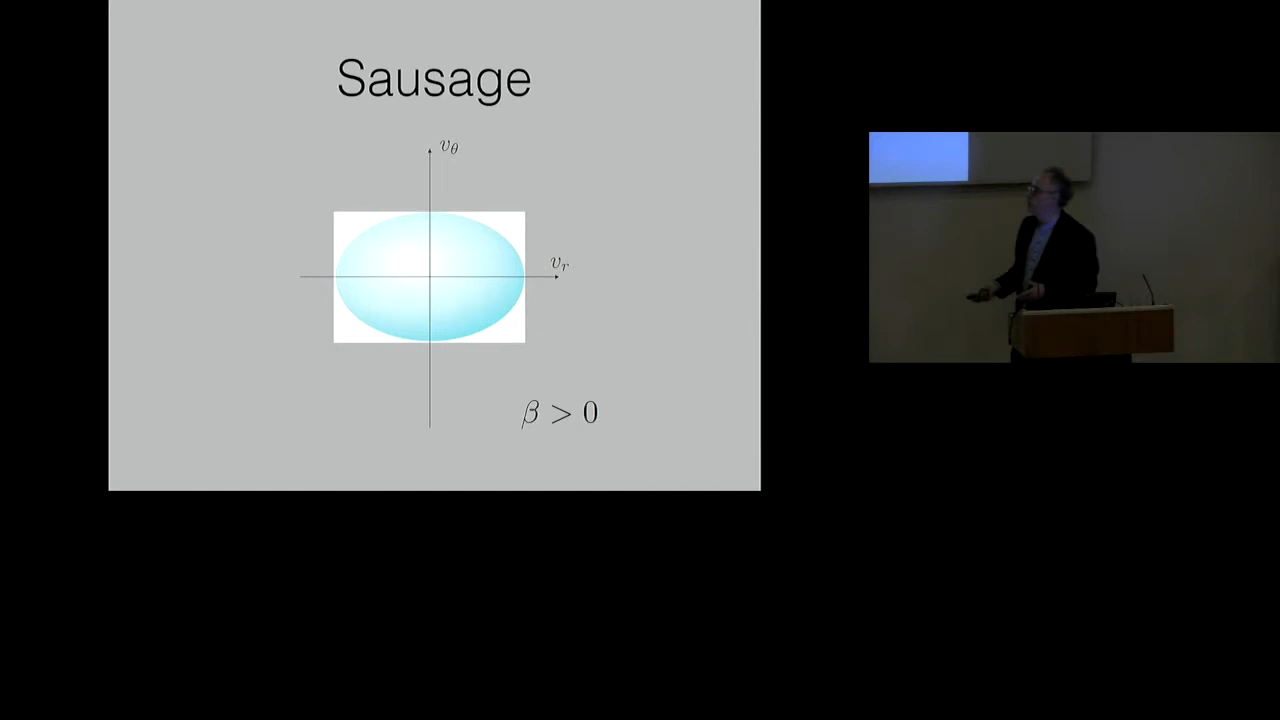 Sausage
v_θ
v_r
β > 0